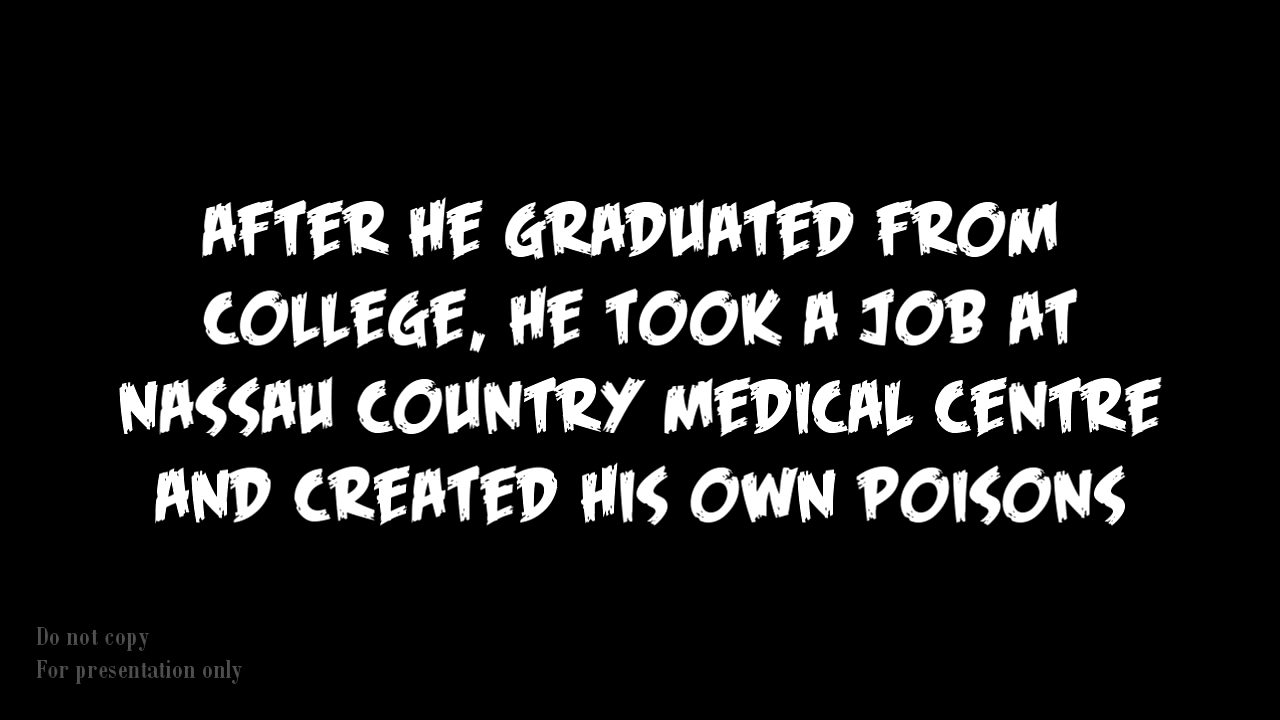 AFTER HE GRADUATED FROM
COLLEGE, HE TOOK A JOB AT
NASSAU COUNTRY MEDICAL CENTRE
AND CREATED HIS OWN POISONS
Do not copy
For presentation only